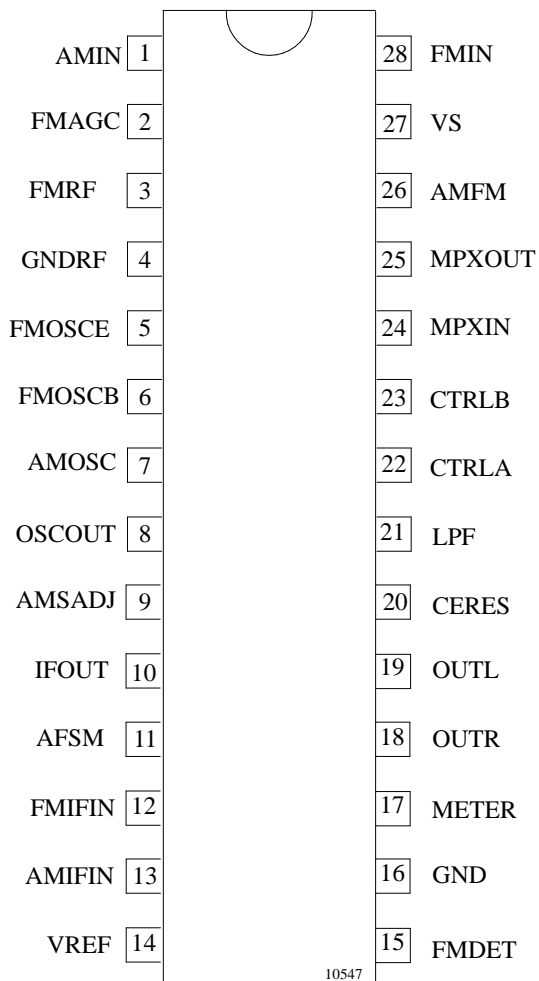 AMIN 1 28 FMIN
FMAGC 2 27 VS
FMRF 3 26 AMFM
GNDRF 4 25 MPXOUT
FMOSCE 5 24 MPXIN
FMOSCB 6 23 CTRLB
AMOSC 7 22 CTRLA
OSCOUT 8 21 LPF
AMSADJ 9 20 CERES
IFOUT 10 19 OUTL
AFSM 11 18 OUTR
FMIFIN 12 17 METER
AMIFIN 13 16 GND
VREF 14 15 FMDET
10547